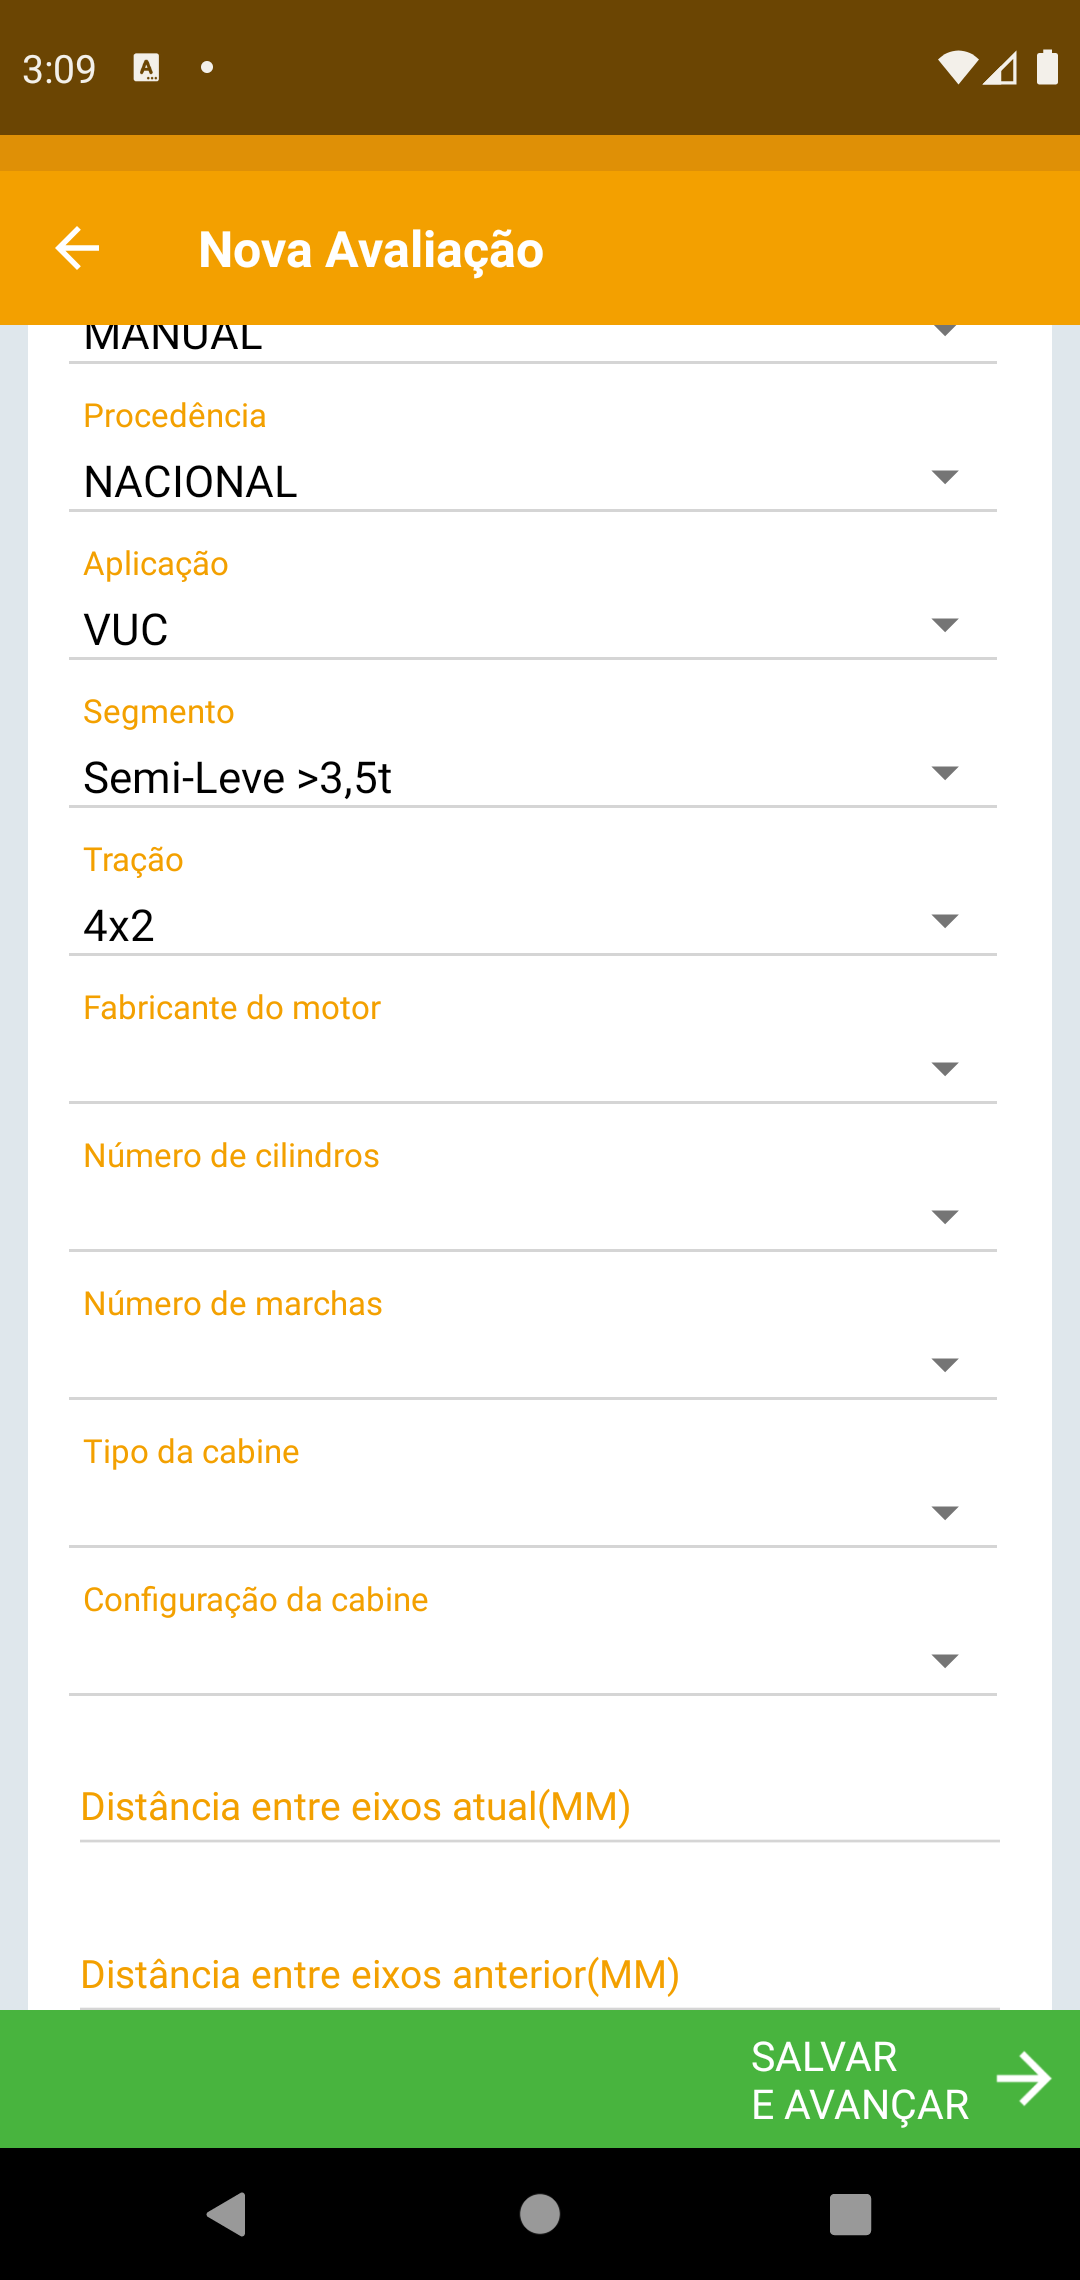 3:09
Nova Avaliação
MANUAL
Procedência
NACIONAL
Aplicação
VUC
Segmento
Semi-Leve >3,5t
Tração
4x2
Fabricante do motor
Número de cilindros
Número de marchas
Tipo da cabine
Configuração da cabine
Distância entre eixos atual(MM)
Distância entre eixos anterior(MM)
SALVAR
E AVANÇAR